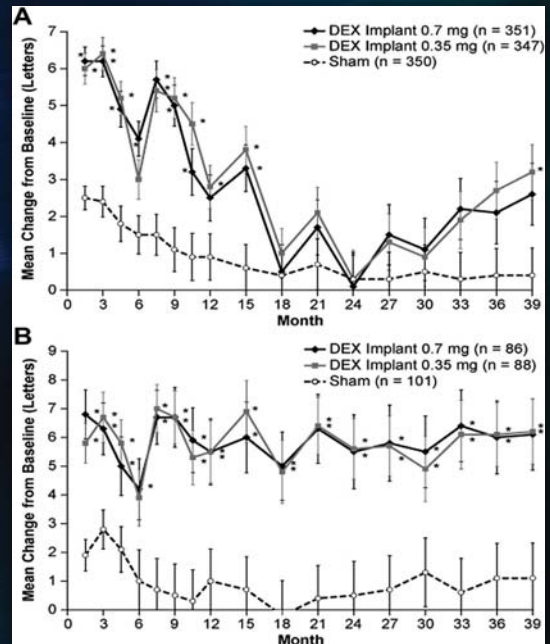 A
DEX Implant 0.7 mg (n = 351)
DEX Implant 0.35 mg (n = 347)
Sham (n = 350)
Mean Change from Baseline (Letters)
7
6
5
4
3
2
1
0
0 3 6 9 12 15 18 21 24 27 30 33 36 39
Month
B
DEX Implant 0.7 mg (n = 86)
DEX Implant 0.35 mg (n = 88)
Sham (n = 101)
Mean Change from Baseline (Letters)
9
8
7
6
5
4
3
2
1
0
0 3 6 9 12 15 18 21 24 27 30 33 36 39
Month